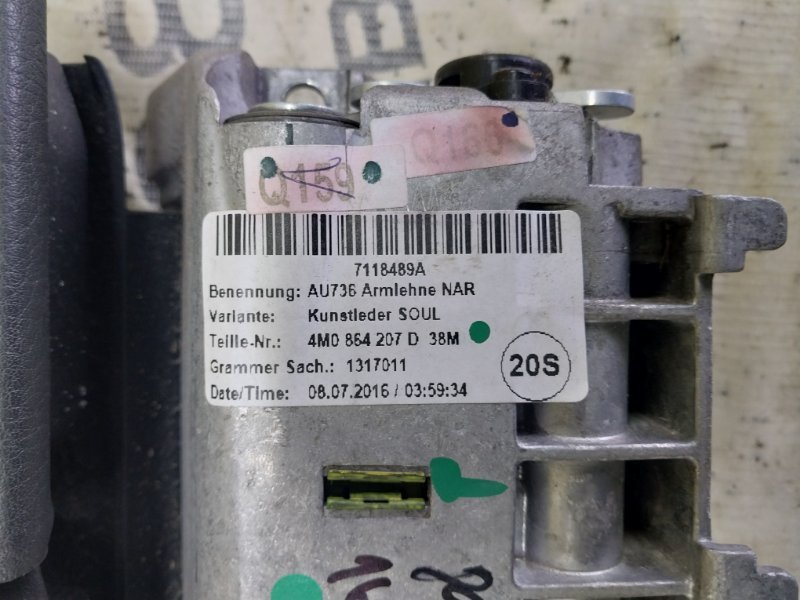 Q159
7118489A
Benennung: AU736 Armlehne NAR
Variante: Kunstleder SOUL
Teille-Nr.: 4M0 864 207 D 38M
Grammer Sach.: 1317011
20S
Date/Time: 08.07.2016 / 03:59:34